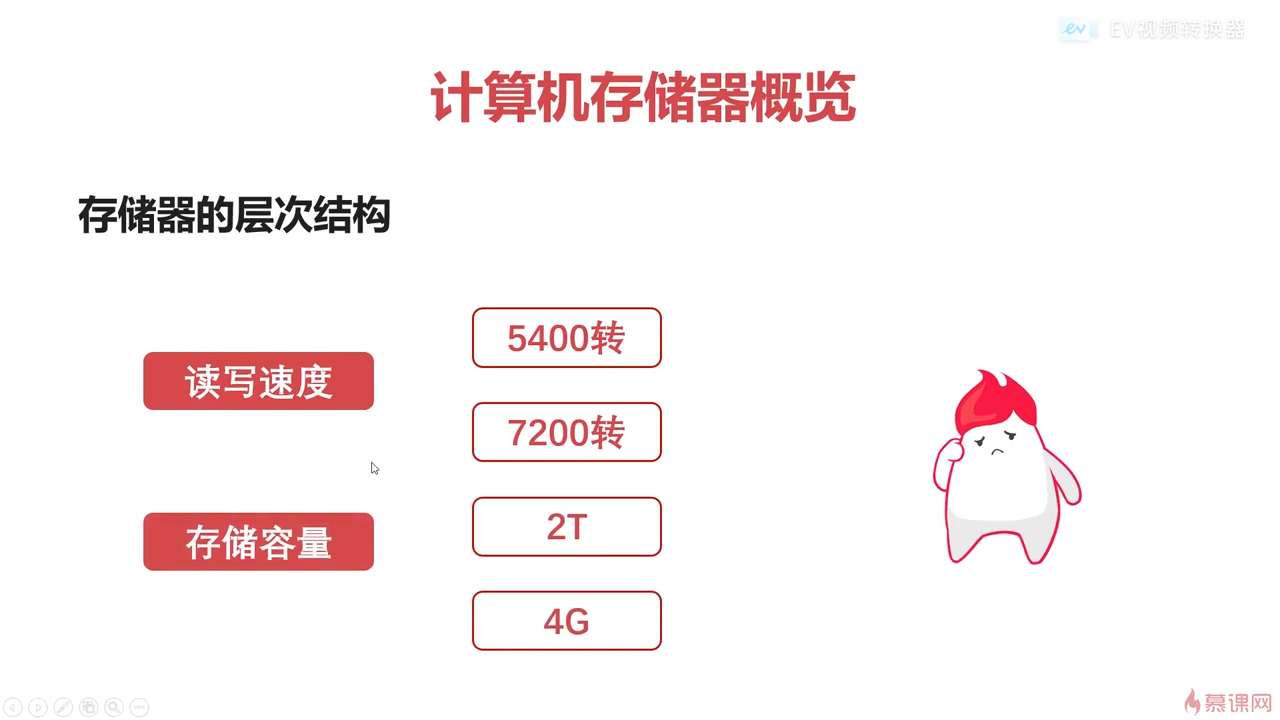 ev EV视频转换器
计算机存储器概览
存储器的层次结构
读写速度
存储容量
5400转
7200转
2T
4G
慕课网